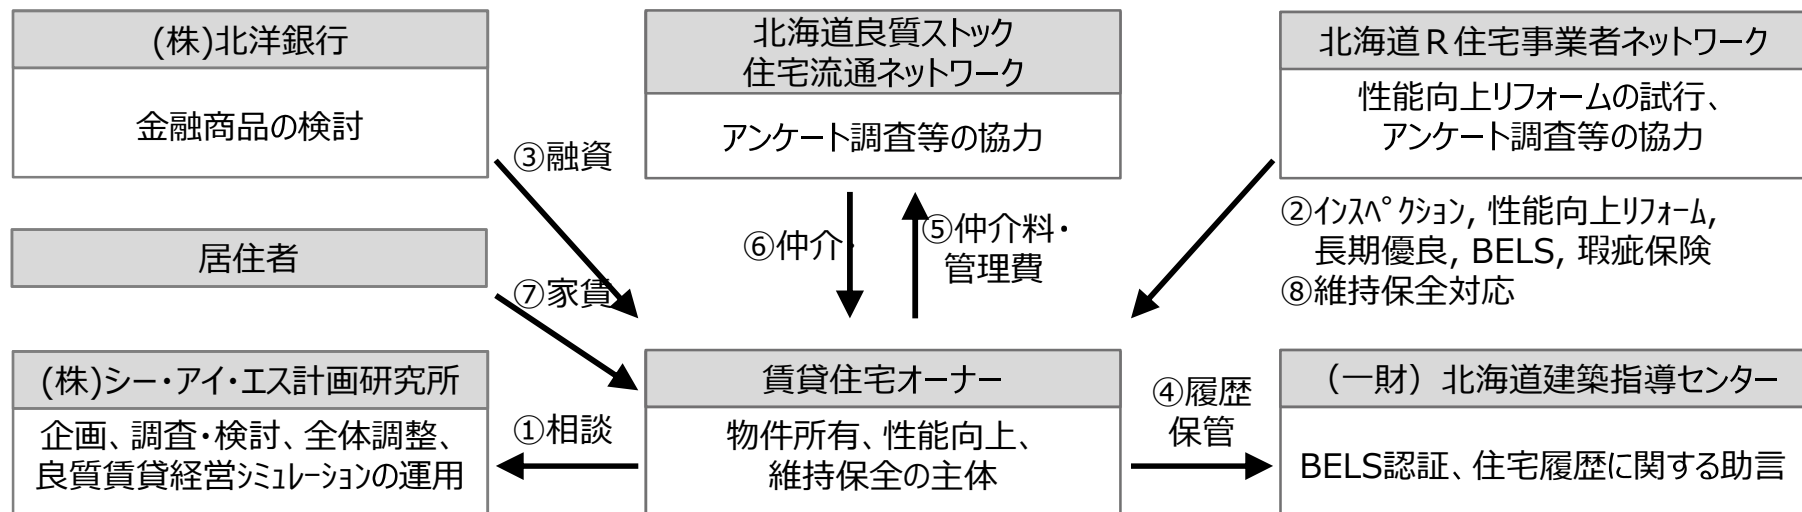 (株)北洋銀行
金融商品の検討
北海道良質ストック
住宅流通ネットワーク
アンケート調査等の協力
北海道R住宅事業者ネットワーク
性能向上リフォームの試行、
アンケート調査等の協力
③融資
⑥仲介・
⑤仲介料・
管理費
②インスペクション, 性能向上リフォーム,
長期優良, BELS, 瑕疵保険
⑧維持保全対応
居住者
⑦家賃
(株)シー・アイ・エス計画研究所
企画、調査・検討、全体調整、
良質賃貸経営シミュレーションの運用
①相談
賃貸住宅オーナー
物件所有、性能向上、
維持保全の主体
④履歴
保管
(一財)北海道建築指導センター
BELS認証、住宅履歴に関する助言